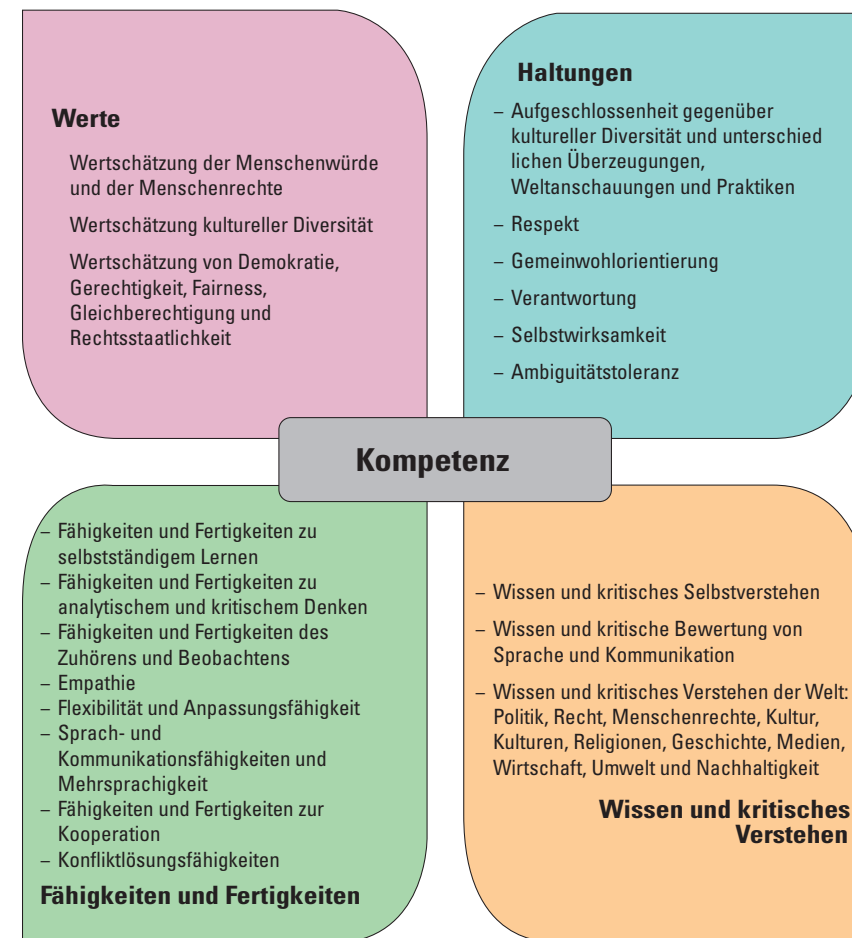 Werte
Wertschätzung der Menschenwürde
und der Menschenrechte
Wertschätzung kultureller Diversität
Wertschätzung von Demokratie,
Gerechtigkeit, Fairness,
Gleichberechtigung und
Rechtsstaatlichkeit
Haltungen
– Aufgeschlossenheit gegenüber
kultureller Diversität und unterschied
lichen Überzeugungen,
Weltanschauungen und Praktiken
– Respekt
– Gemeinwohlorientierung
– Verantwortung
– Selbstwirksamkeit
– Ambiguitätstoleranz
Kompetenz
– Fähigkeiten und Fertigkeiten zu
selbstständigem Lernen
– Fähigkeiten und Fertigkeiten zu
analytischem und kritischem Denken
– Fähigkeiten und Fertigkeiten des
Zuhörens und Beobachtens
– Empathie
– Flexibilität und Anpassungsfähigkeit
– Sprach- und
Kommunikationsfähigkeiten und
Mehrsprachigkeit
– Fähigkeiten und Fertigkeiten zur
Kooperation
– Konfliktlösungsfähigkeiten
Fähigkeiten und Fertigkeiten
– Wissen und kritisches Selbstverstehen
– Wissen und kritische Bewertung von
Sprache und Kommunikation
– Wissen und kritisches Verstehen der Welt:
Politik, Recht, Menschenrechte, Kultur,
Kulturen, Religionen, Geschichte, Medien,
Wirtschaft, Umwelt und Nachhaltigkeit
Wissen und kritisches
Verstehen